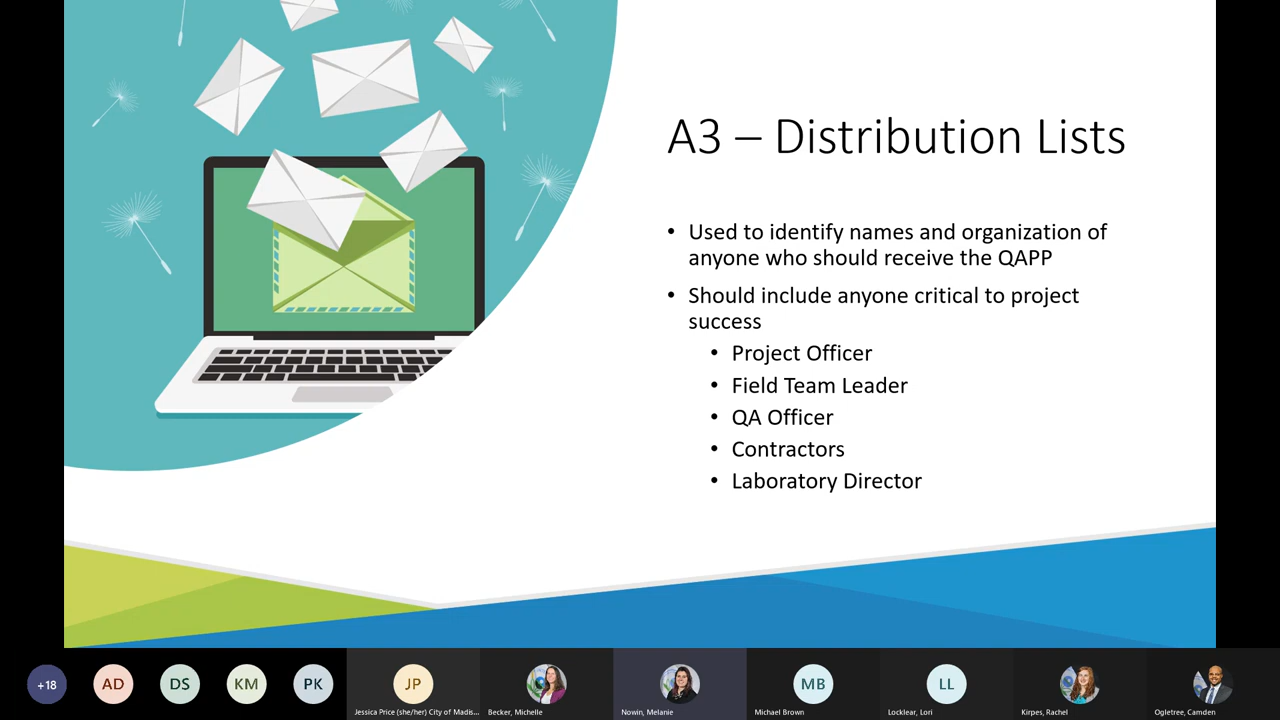 A3 – Distribution Lists
• Used to identify names and organization of
anyone who should receive the QAPP
• Should include anyone critical to project
success
• Project Officer
• Field Team Leader
• QA Officer
• Contractors
• Laboratory Director
+18
AD
DS
KM
PK
JP
MB
LL
Jessica Price (she/her) City of Madis...
Becker, Michelle
Nowin, Melanie
Michael Brown
Locklear, Lori
Kirpes, Rachel
Ogletree, Camden